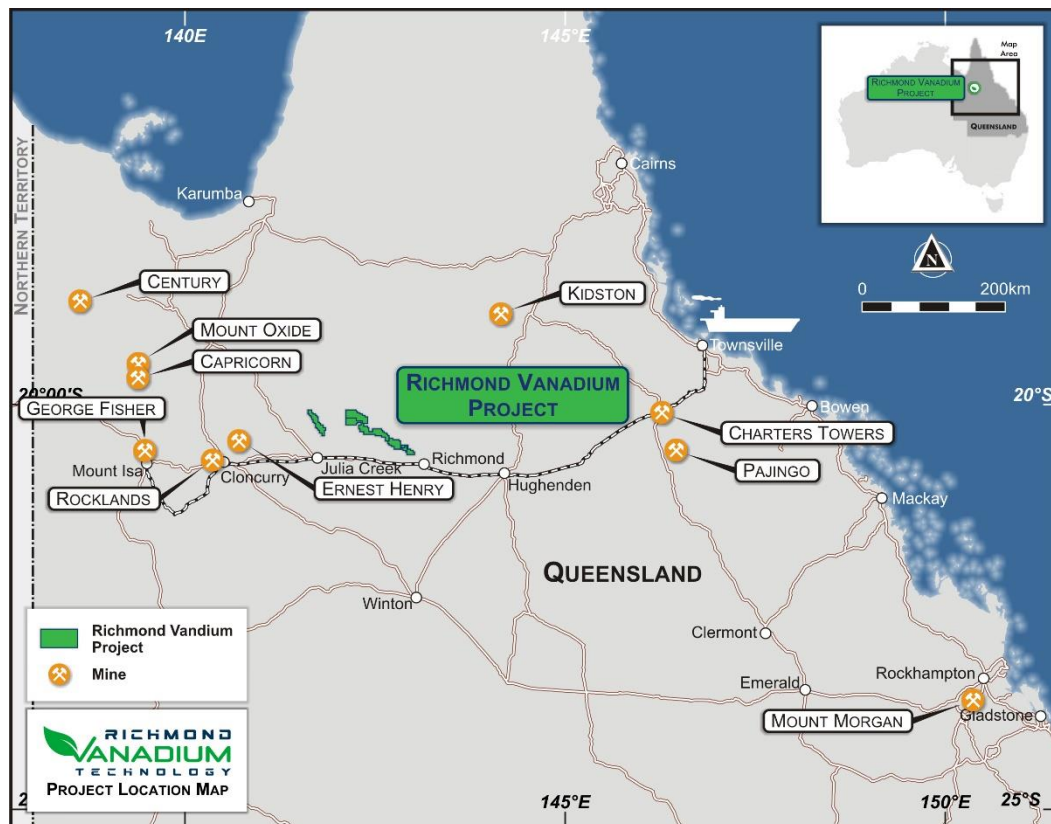 140E
145°E
Map
Area
RICHMOND VANADIUM
PROJECT
QUEENSLAND
NORTHERN TERRITORY
Cairns
Karumba
N
CENTURY
KIDSTON
0 200km
MOUNT OXIDE
CAPRICORN
Townsville
20°00'S
20°S
RICHMOND VANADIUM
PROJECT
GEORGE FISHER
Bowen
CHARTERS TOWERS
Mount Isa
Julia Creek
Richmond
PAJINGO
Cloncurry
Hughenden
ROCKLANDS
ERNEST HENRY
Mackay
QUEENSLAND
Winton
Clermont
Richmond Vandium
Project
Mine
Rockhampton
Emerald
MOUNT MORGAN
Gladstone
RICHMOND
VANADIUM
TECHNOLOGY
PROJECT LOCATION MAP
145°E
150°E
25°S